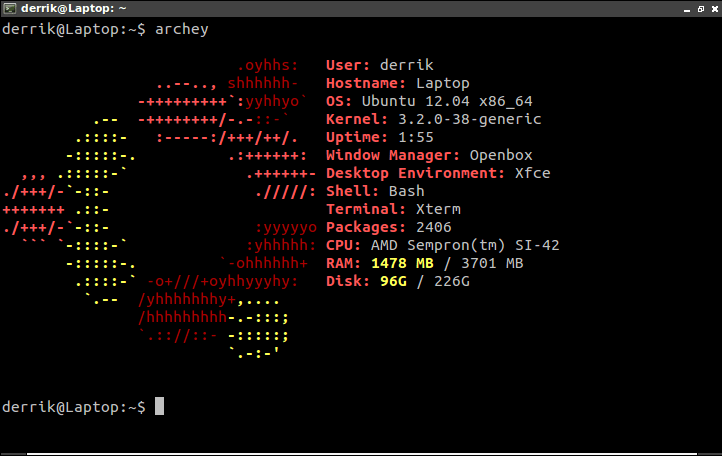 derrik@Laptop: ~
derrik@Laptop:~$ archey
                          .oyhhs:   User: derrik
                 ..--.., shhhhhh-   Hostname: Laptop
               -+++++++++`:yyhhyo`  OS: Ubuntu 12.04 x86_64
          .--  -++++++++/-.-::-`    Kernel: 3.2.0-38-generic
        .::::-   :-----:/+++/++/.   Uptime: 1:55
       -:::::-.          .:++++++:  Window Manager: Openbox
  ,,, .:::::-`             .++++++- Desktop Environment: Xfce
./+++/-`-::-                ./////: Shell: Bash
+++++++ .::-                        Terminal: Xterm
./+++/-`-::-                :yyyyyo Packages: 2406
  ``` `-::::-`             :yhhhhh: CPU: AMD Sempron(tm) SI-42
       -:::::-.         `-ohhhhhh+  RAM: 1478 MB / 3701 MB
        .::::-` -o+///+oyhhyyyhy:   Disk: 96G / 226G
         `.--  /yhhhhhhhy+,....
               /hhhhhhhhh-.-:::;
               `.:://::- -:::::;
                         `.-:-'
derrik@Laptop:~$